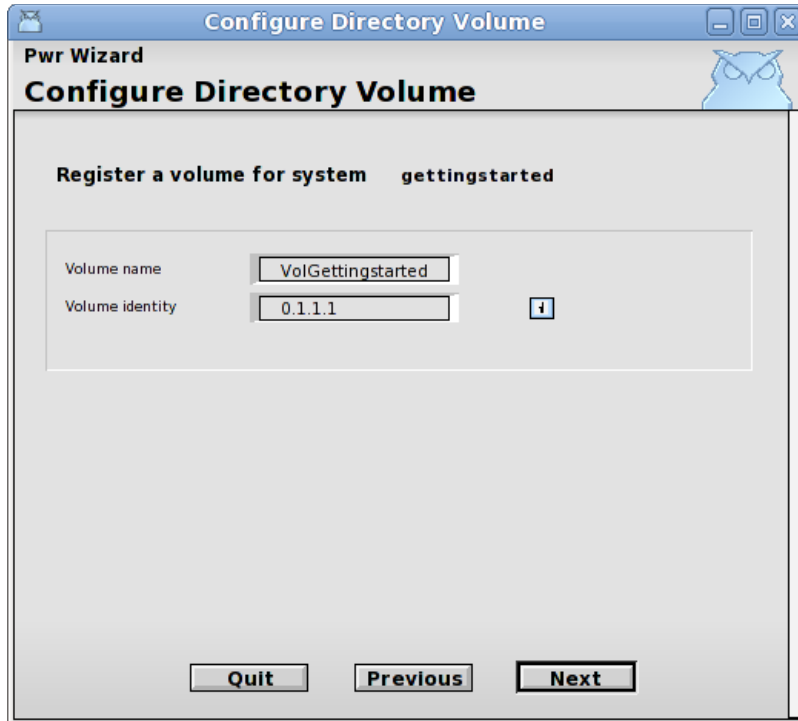 Configure Directory Volume
Pwr Wizard
Configure Directory Volume
Register a volume for system gettingstarted
Volume name VolGettingstarted
Volume identity 0.1.1.1
Quit Previous Next